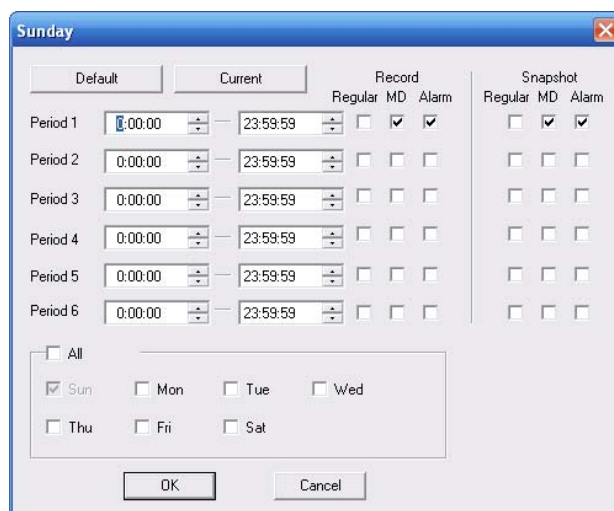 Sunday
Default Current Record Snapshot
Regular MD Alarm Regular MD Alarm
Period 1 0:00:00 23:59:59
Period 2 0:00:00 23:59:59
Period 3 0:00:00 23:59:59
Period 4 0:00:00 23:59:59
Period 5 0:00:00 23:59:59
Period 6 0:00:00 23:59:59
All
Sun Mon Tue Wed
Thu Fri Sat
OK Cancel